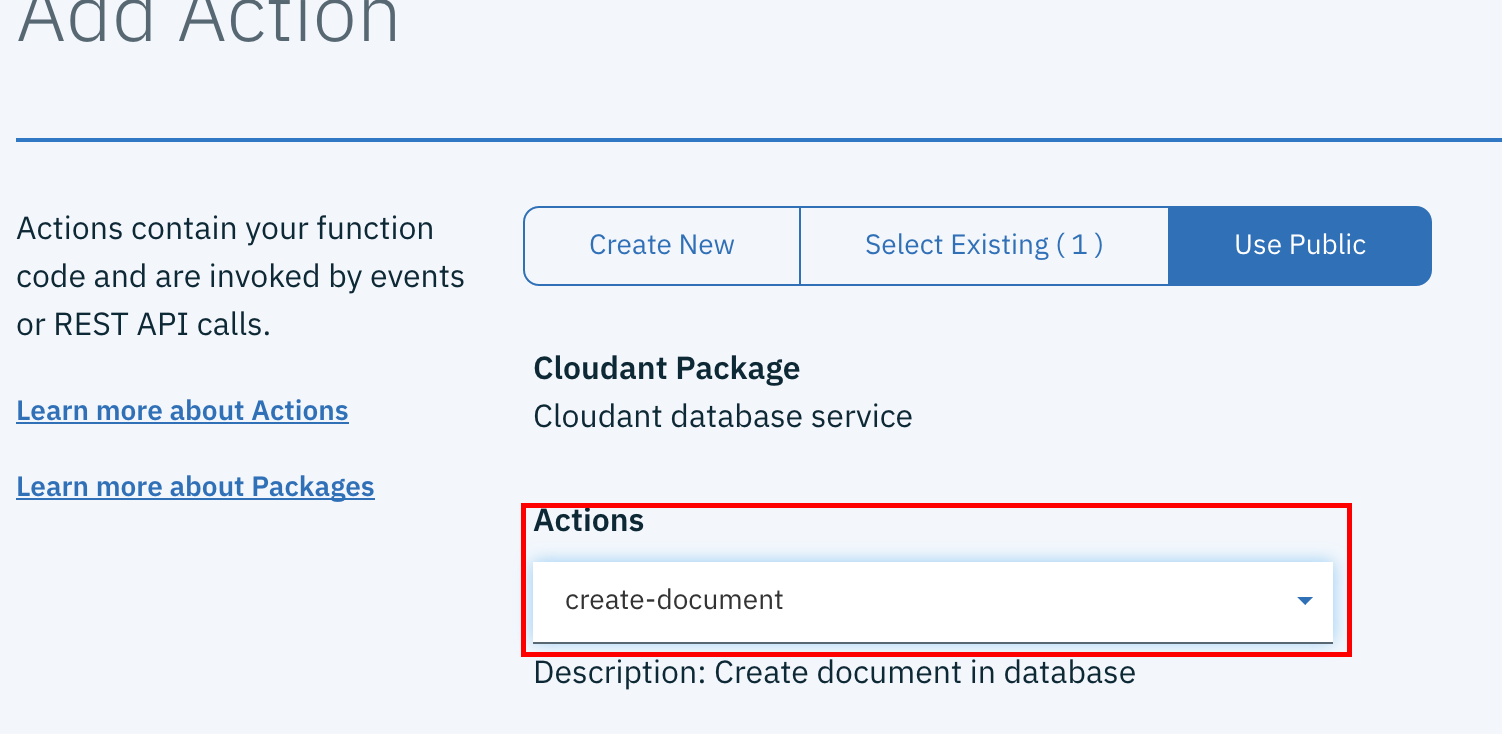 Add Action
Actions contain your function
code and are invoked by events
or REST API calls.
Learn more about Actions
Learn more about Packages
Create New
Select Existing ( 1 )
Use Public
Cloudant Package
Cloudant database service
Actions
create-document
Description: Create document in database